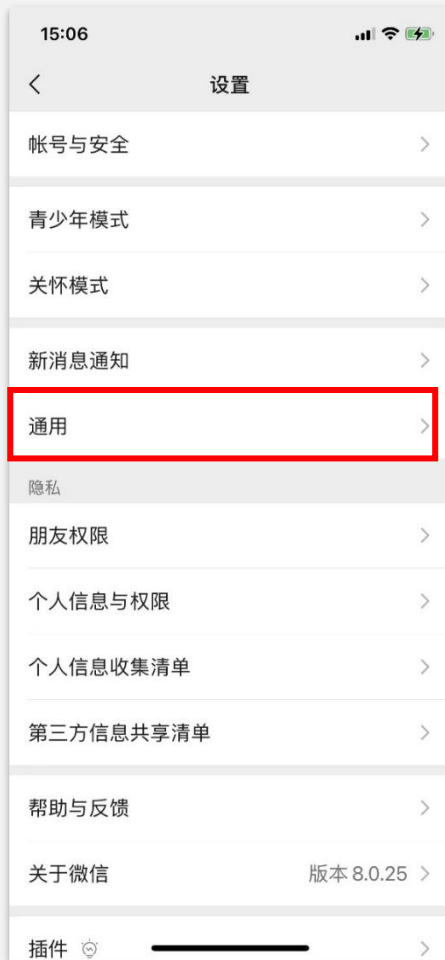 15:06
设置
帐号与安全
青少年模式
关怀模式
新消息通知
通用
隐私
朋友权限
个人信息与权限
个人信息收集清单
第三方信息共享清单
帮助与反馈
关于微信 版本 8.0.25
插件